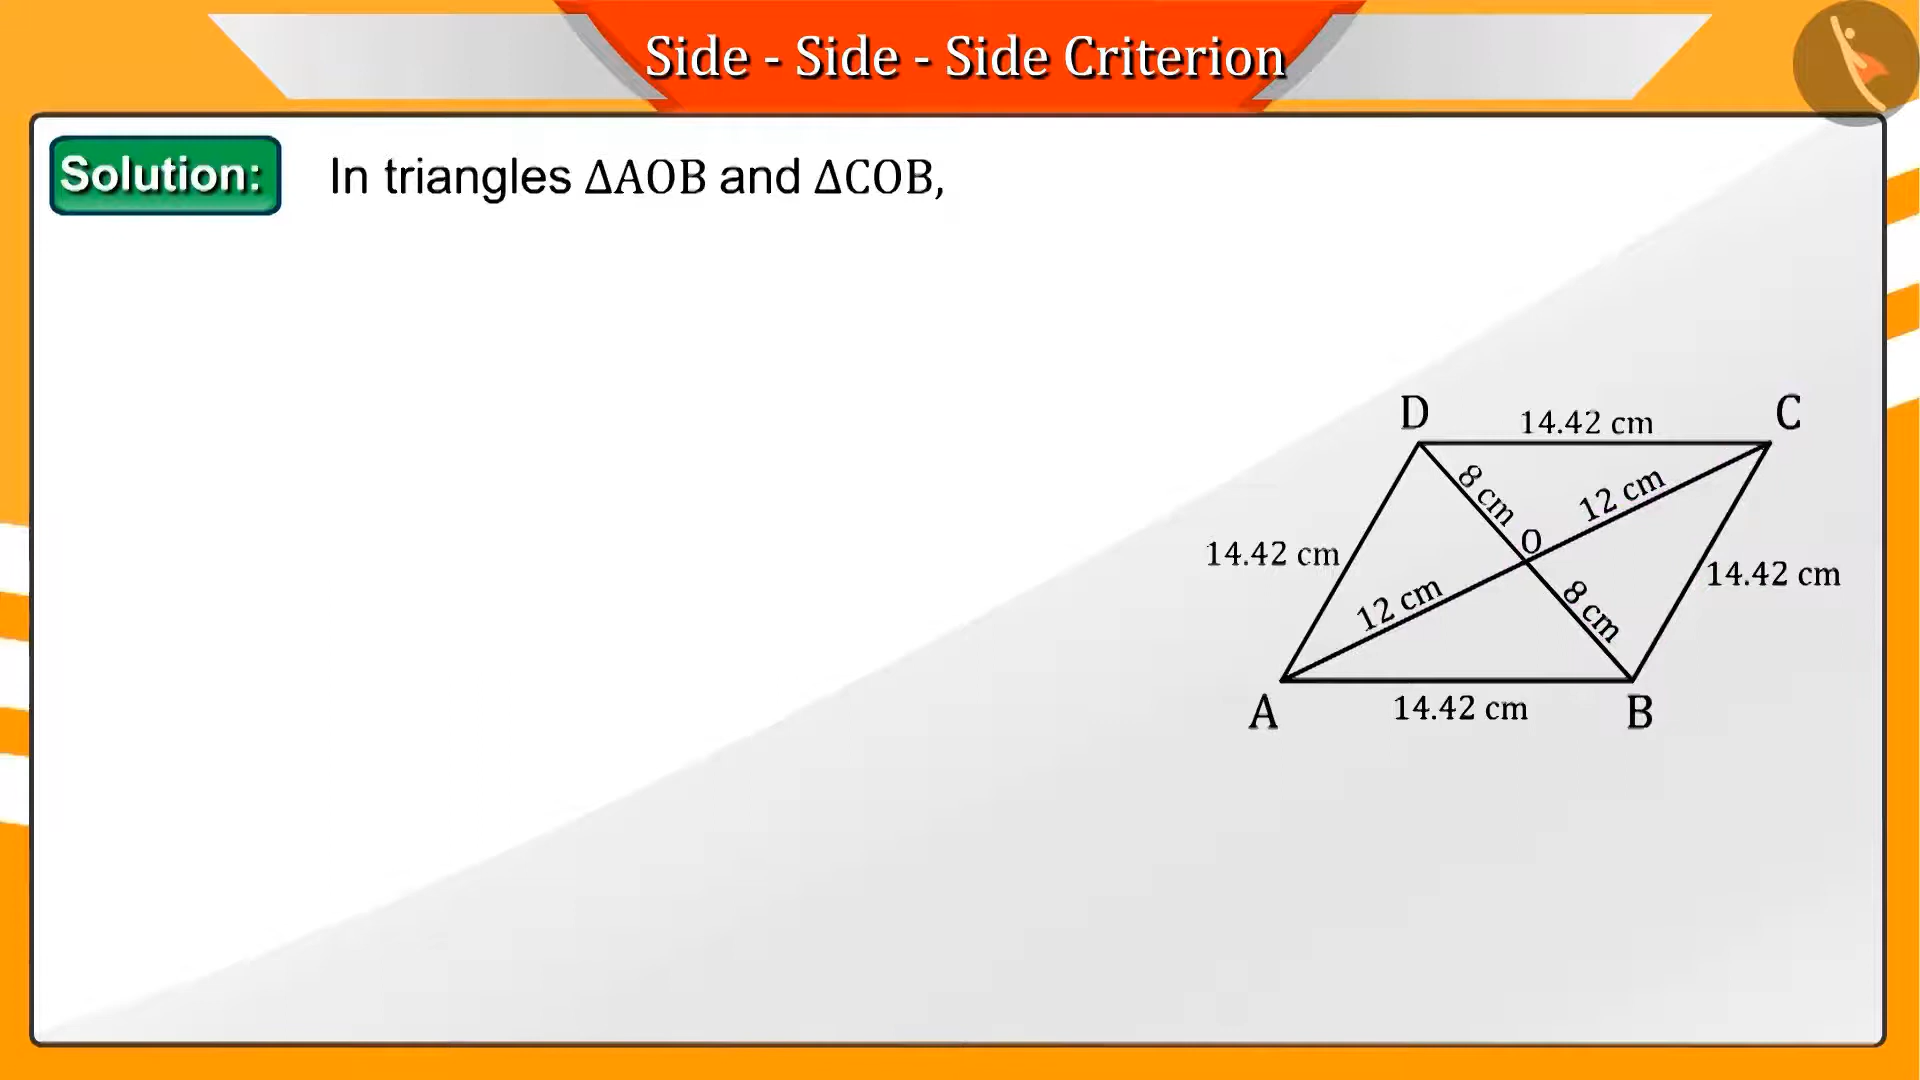 Side - Side - Side Criterion
Solution: In triangles ΔAOB and ΔCOB,
D 14.42 cm C
8 cm 12 cm
O
14.42 cm 14.42 cm
12 cm 8 cm
A 14.42 cm B